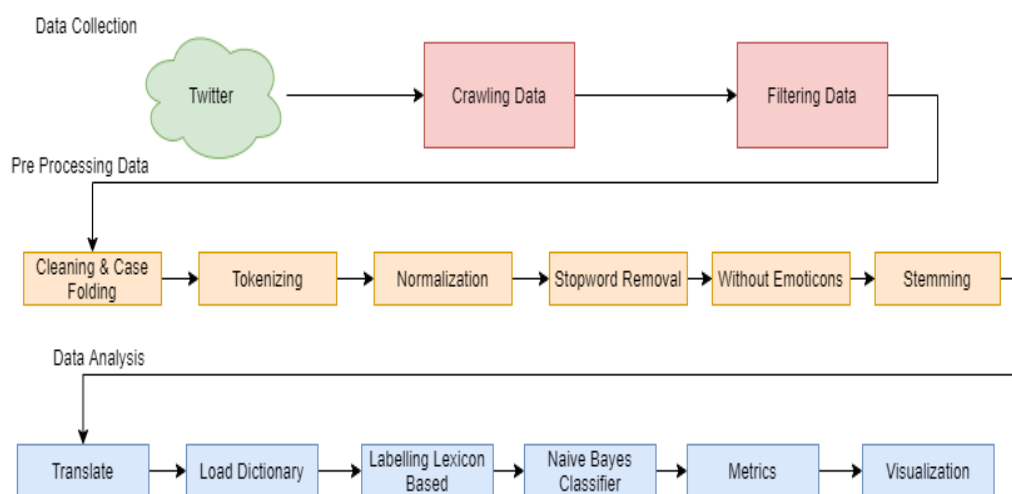 Data Collection
Twitter
Crawling Data
Filtering Data
Pre Processing Data
Cleaning & Case
Folding
Tokenizing
Normalization
Stopword Removal
Without Emoticons
Stemming
Data Analysis
Translate
Load Dictionary
Labelling Lexicon
Based
Naive Bayes
Classifier
Metrics
Visualization